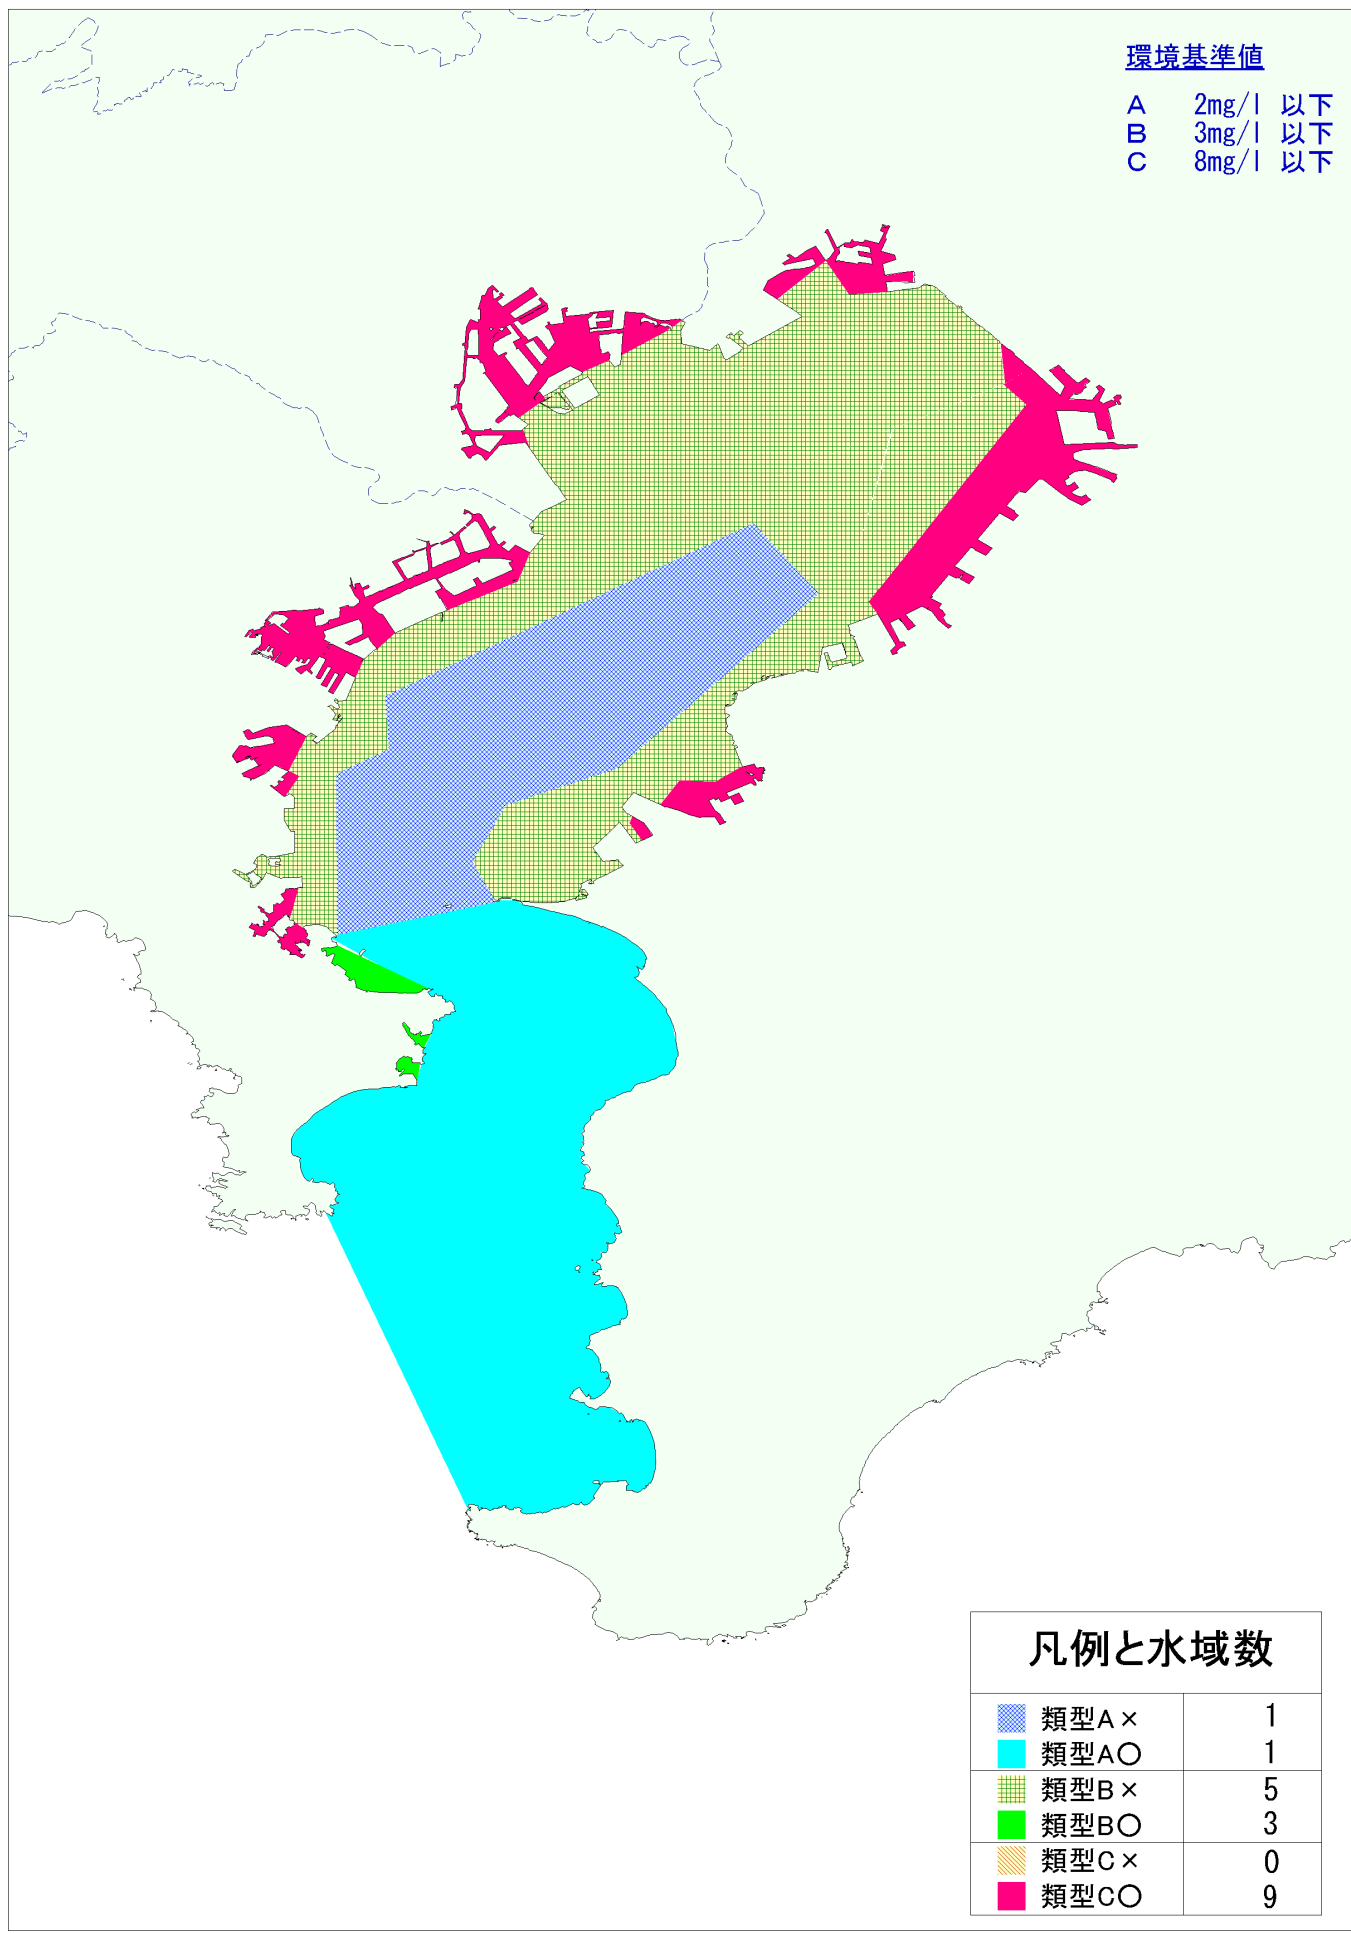 環境基準値
A 2mg/l 以下
B 3mg/l 以下
C 8mg/l 以下
凡例と水域数
類型A× 1
類型A○ 1
類型B× 5
類型B○ 3
類型C× 0
類型C○ 9